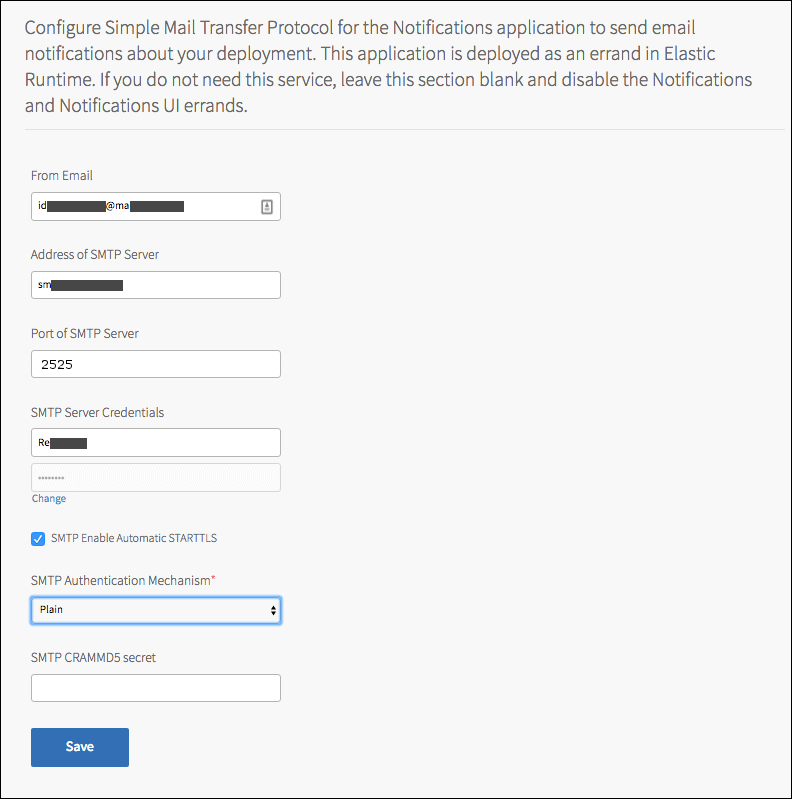 Configure Simple Mail Transfer Protocol for the Notifications application to send email
notifications about your deployment. This application is deployed as an errand in Elastic
Runtime. If you do not need this service, leave this section blank and disable the Notifications
and Notifications UI errands.
From Email
id @ma
Address of SMTP Server
sm
Port of SMTP Server
2525
SMTP Server Credentials
Re
••••••••
Change
SMTP Enable Automatic STARTTLS
SMTP Authentication Mechanism*
Plain
SMTP CRAMMD5 secret
Save